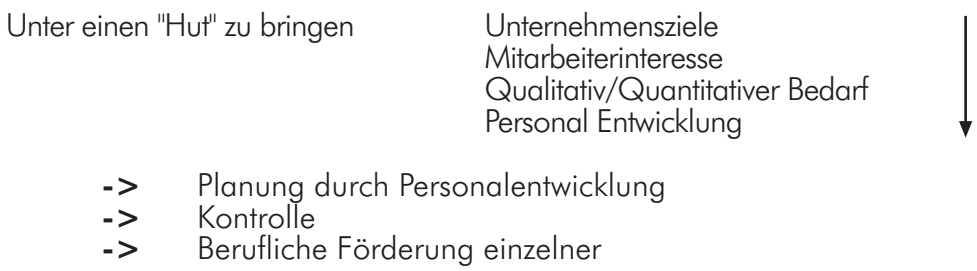 Unter einen "Hut" zu bringen Unternehmensziele
Mitarbeiterinteresse
Qualitativ/Quantitativer Bedarf
Personal Entwicklung
-> Planung durch Personalentwicklung
-> Kontrolle
-> Berufliche Förderung einzelner